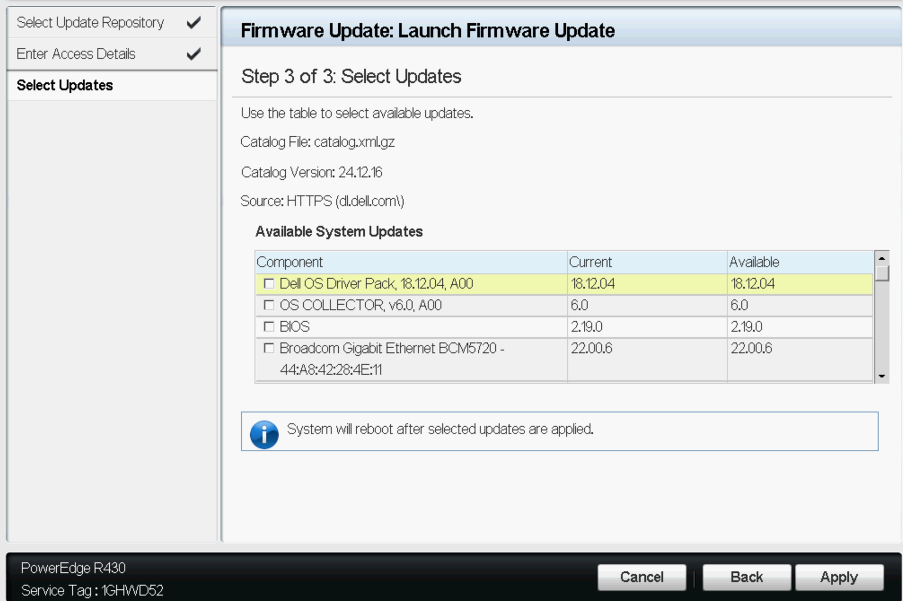 Select Update Repository
Enter Access Details
Select Updates
Firmware Update: Launch Firmware Update
Step 3 of 3: Select Updates
Use the table to select available updates.
Catalog File: catalog.xml.gz
Catalog Version: 24.12.16
Source: HTTPS (dl.dell.com\)
Available System Updates
Component Current Available
Dell OS Driver Pack, 18.12.04, A00 18.12.04 18.12.04
OS COLLECTOR, v6.0, A00 6.0 6.0
BIOS 2.19.0 2.19.0
Broadcom Gigabit Ethernet BCM5720 - 22.00.6 22.00.6
44:A8:42:28:4E:11
System will reboot after selected updates are applied.
PowerEdge R430
Service Tag : 1GHWD52
Cancel Back Apply